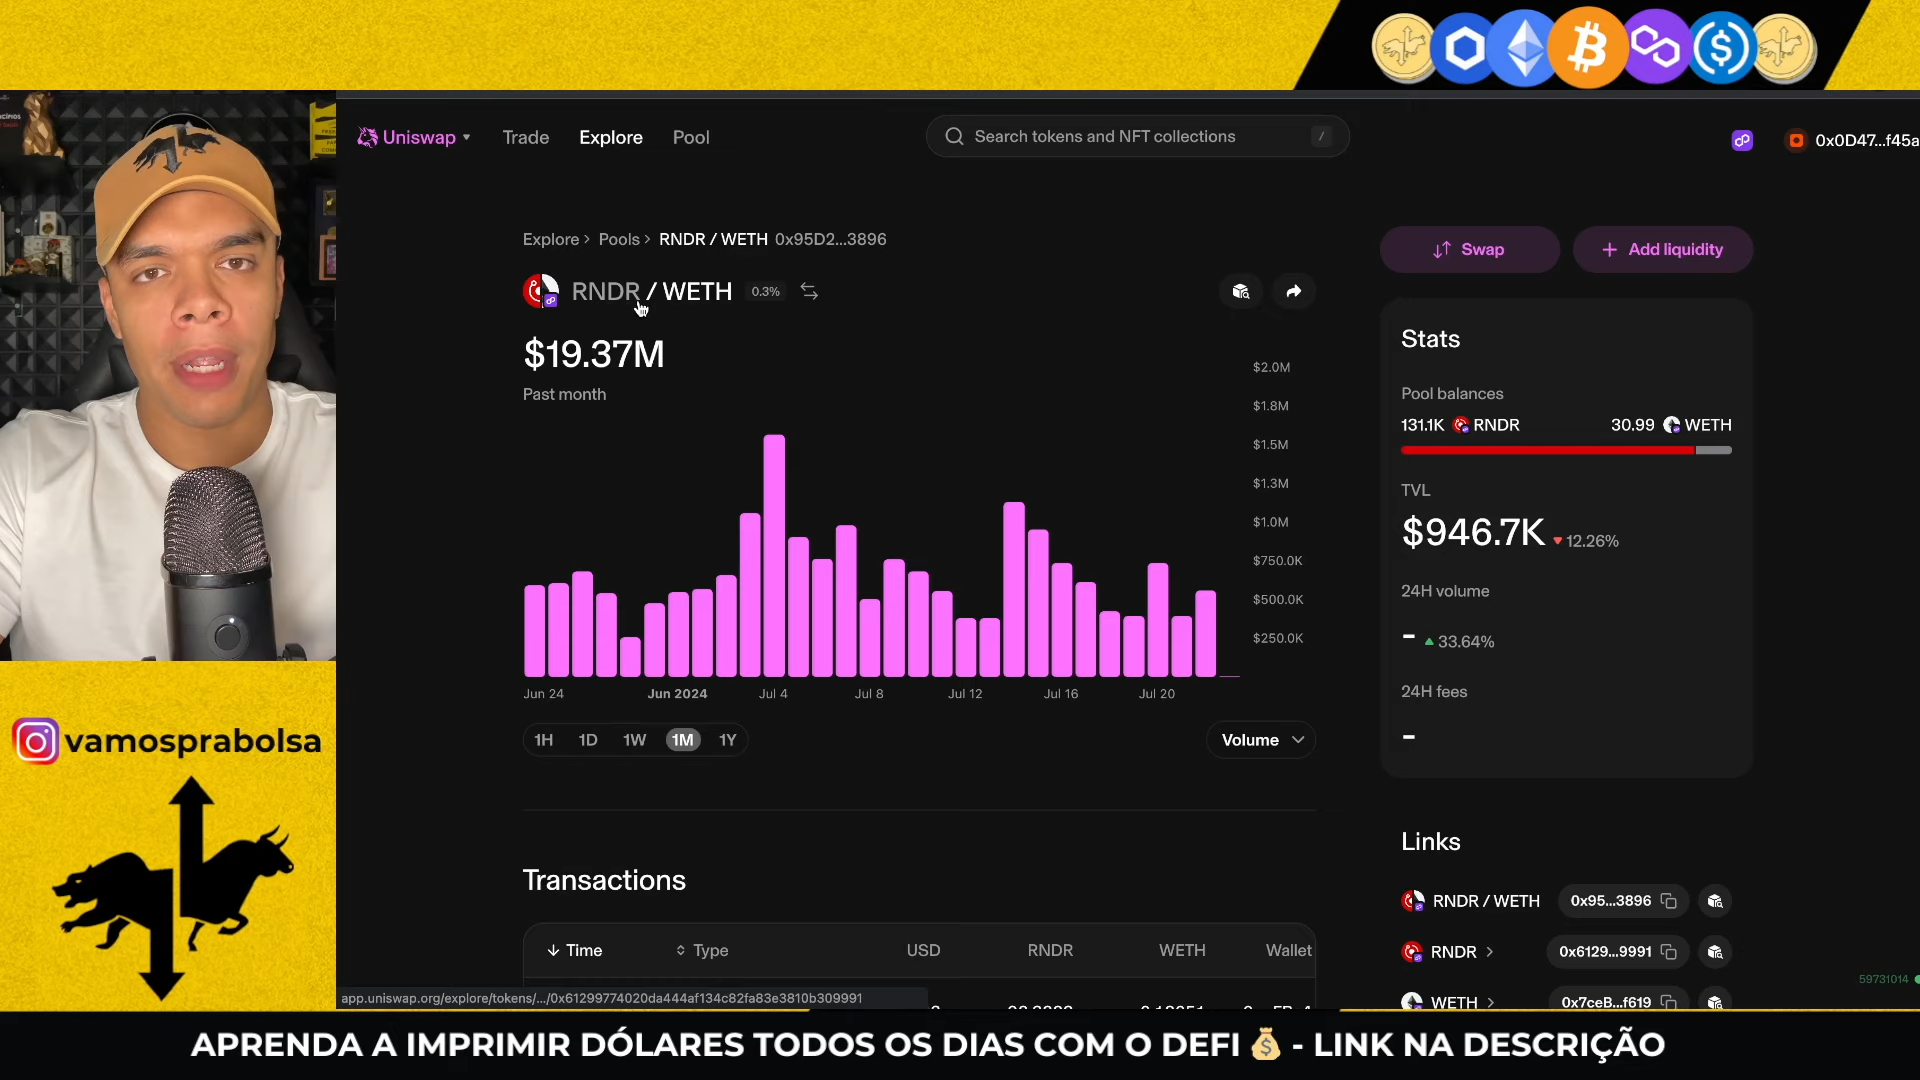 Uniswap
Trade
Explore
Pool
Search tokens and NFT collections
/
0x0D47...f45a
Explore > Pools > RNDR / WETH 0x95D2...3896
RNDR / WETH 0.3%
$19.37M
Past month
$2.0M
$1.8M
$1.5M
$1.3M
$1.0M
$750.0K
$500.0K
$250.0K
Jun 24
Jun 2024
Jul 4
Jul 8
Jul 12
Jul 16
Jul 20
1H
1D
1W
1M
1Y
Volume
Transactions
Time
Type
USD
RNDR
WETH
Wallet
Swap
+ Add liquidity
Stats
Pool balances
131.1K RNDR
30.99 WETH
TVL
$946.7K 12.26%
24H volume
- 33.64%
24H fees
-
Links
RNDR / WETH 0x95...3896
RNDR > 0x6129...9991
WETH > 0x7ceB...f619
59731014
app.uniswap.org/explore/tokens/.../0x61299774020da444af134c82fa83e3810b309991
vamosprabolsa
APRENDA A IMPRIMIR DÓLARES TODOS OS DIAS COM O DEFI 💰 - LINK NA DESCRIÇÃO